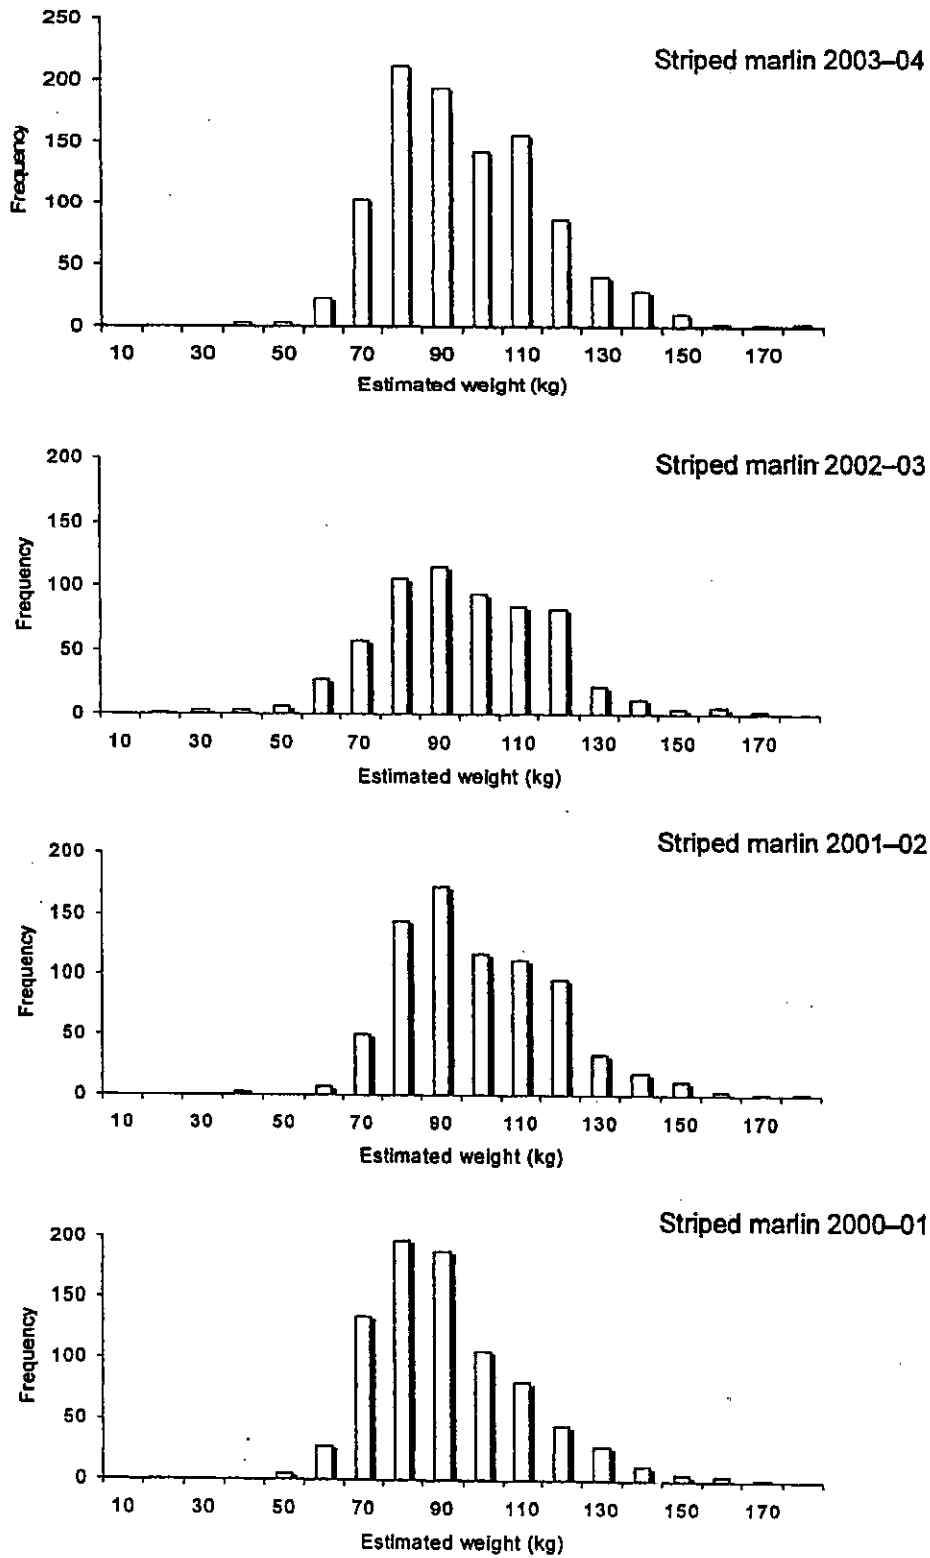 Striped marlin 2003–04
250
200
150
100
50
0
Frequency
10 30 50 70 90 110 130 150 170
Estimated weight (kg)
Striped marlin 2002–03
200
150
100
50
0
Frequency
10 30 50 70 90 110 130 150 170
Estimated weight (kg)
Striped marlin 2001–02
200
150
100
50
0
Frequency
10 30 50 70 90 110 130 150 170
Estimated weight (kg)
Striped marlin 2000–01
200
150
100
50
0
Frequency
10 30 50 70 90 110 130 150 170
Estimated weight (kg)